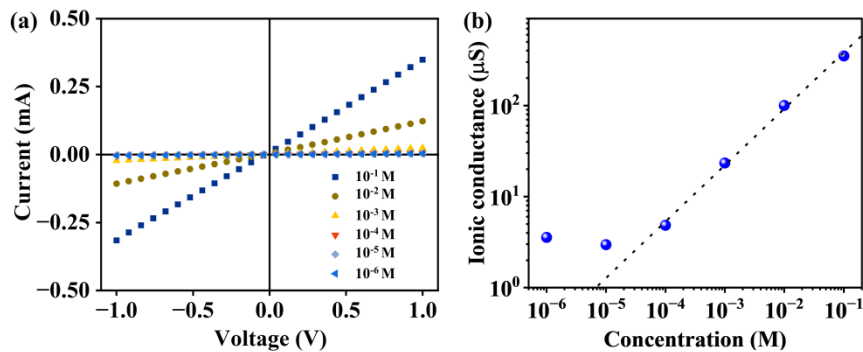 (a)
0.50
0.25
0.00
−0.25
−0.50
Current (mA)
10⁻¹ M
10⁻² M
10⁻³ M
10⁻⁴ M
10⁻⁵ M
10⁻⁶ M
−1.0 −0.5 0.0 0.5 1.0
Voltage (V)
(b)
Ionic conductance (μS)
10²
10¹
10⁰
10⁻⁶ 10⁻⁵ 10⁻⁴ 10⁻³ 10⁻² 10⁻¹
Concentration (M)